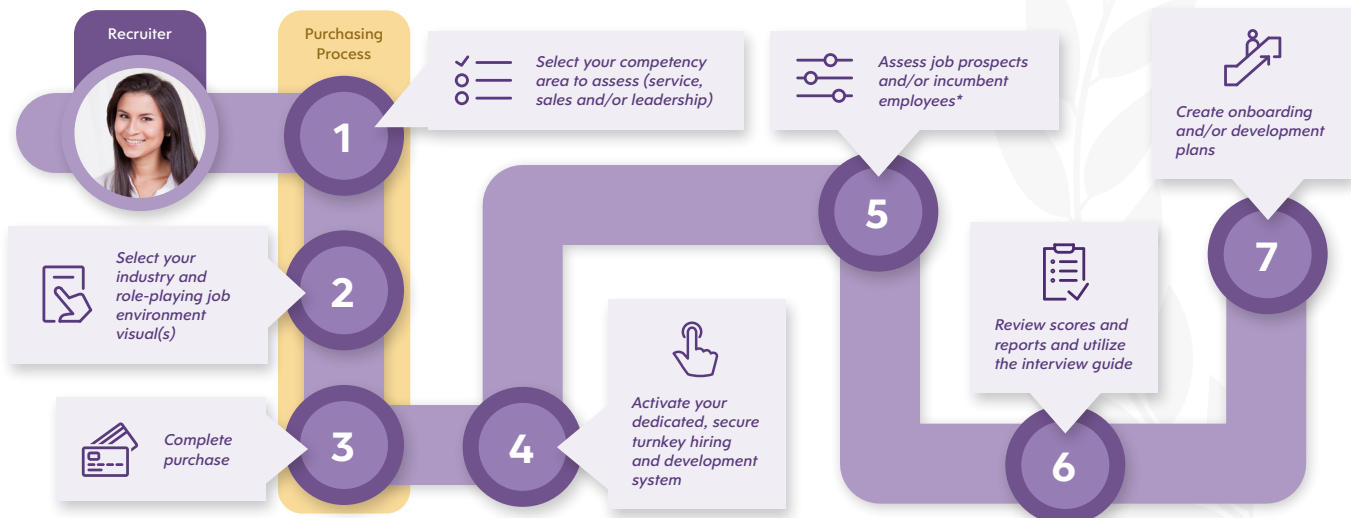 Recruiter
Purchasing
Process
1
Select your competency
area to assess (service,
sales and/or leadership)
2
Select your
industry and
role-playing job
environment
visual(s)
3
Complete
purchase
4
Activate your
dedicated, secure
turnkey hiring
and development
system
5
Assess job prospects
and/or incumbent
employees*
6
Review scores and
reports and utilize
the interview guide
7
Create onboarding
and/or development
plans